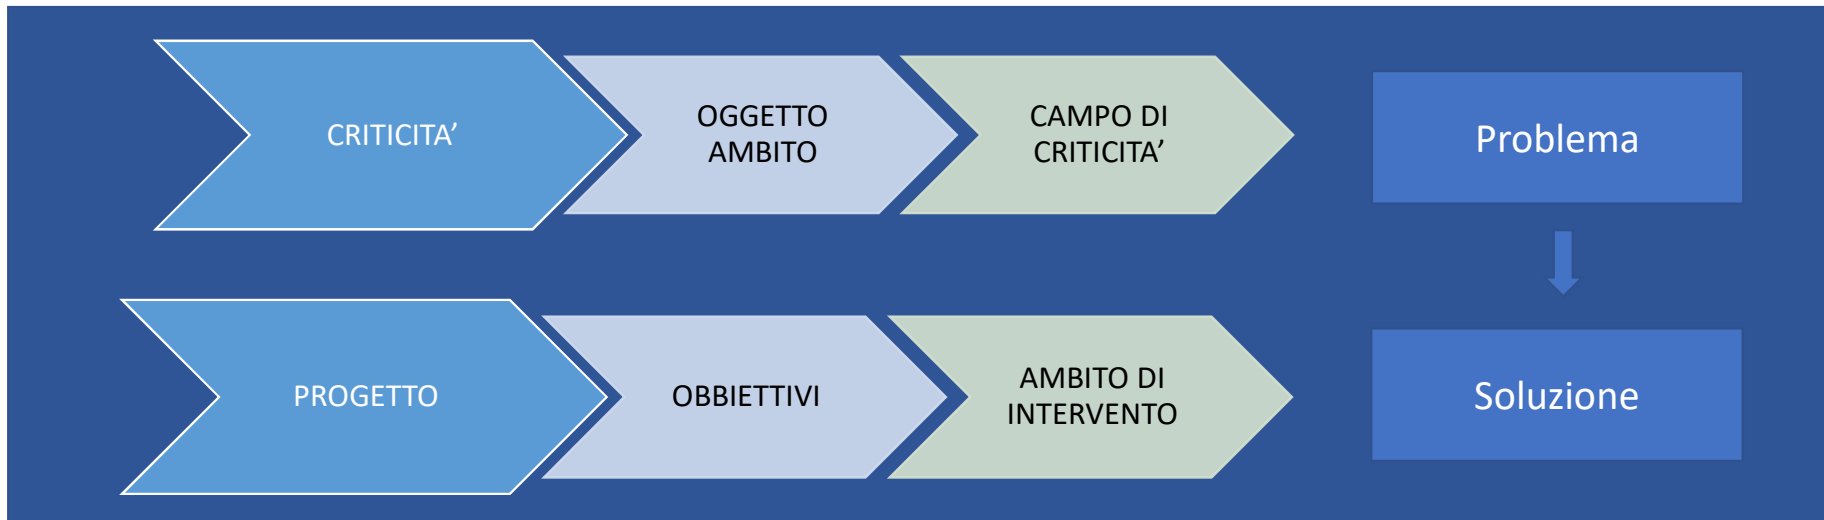 CRITICITA’
OGGETTO
AMBITO
CAMPO DI
CRITICITA’
Problema
PROGETTO
OBBIETTIVI
AMBITO DI
INTERVENTO
Soluzione